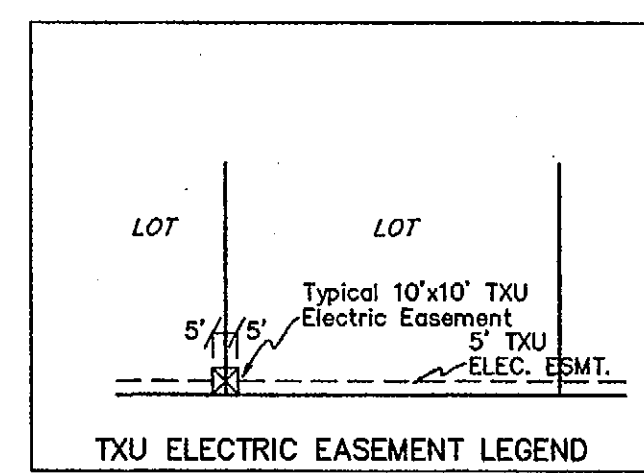 LOT
LOT
Typical 10'x10' TXU
Electric Easement
5' 5'
5' TXU
ELEC. ESMT.
TXU ELECTRIC EASEMENT LEGEND